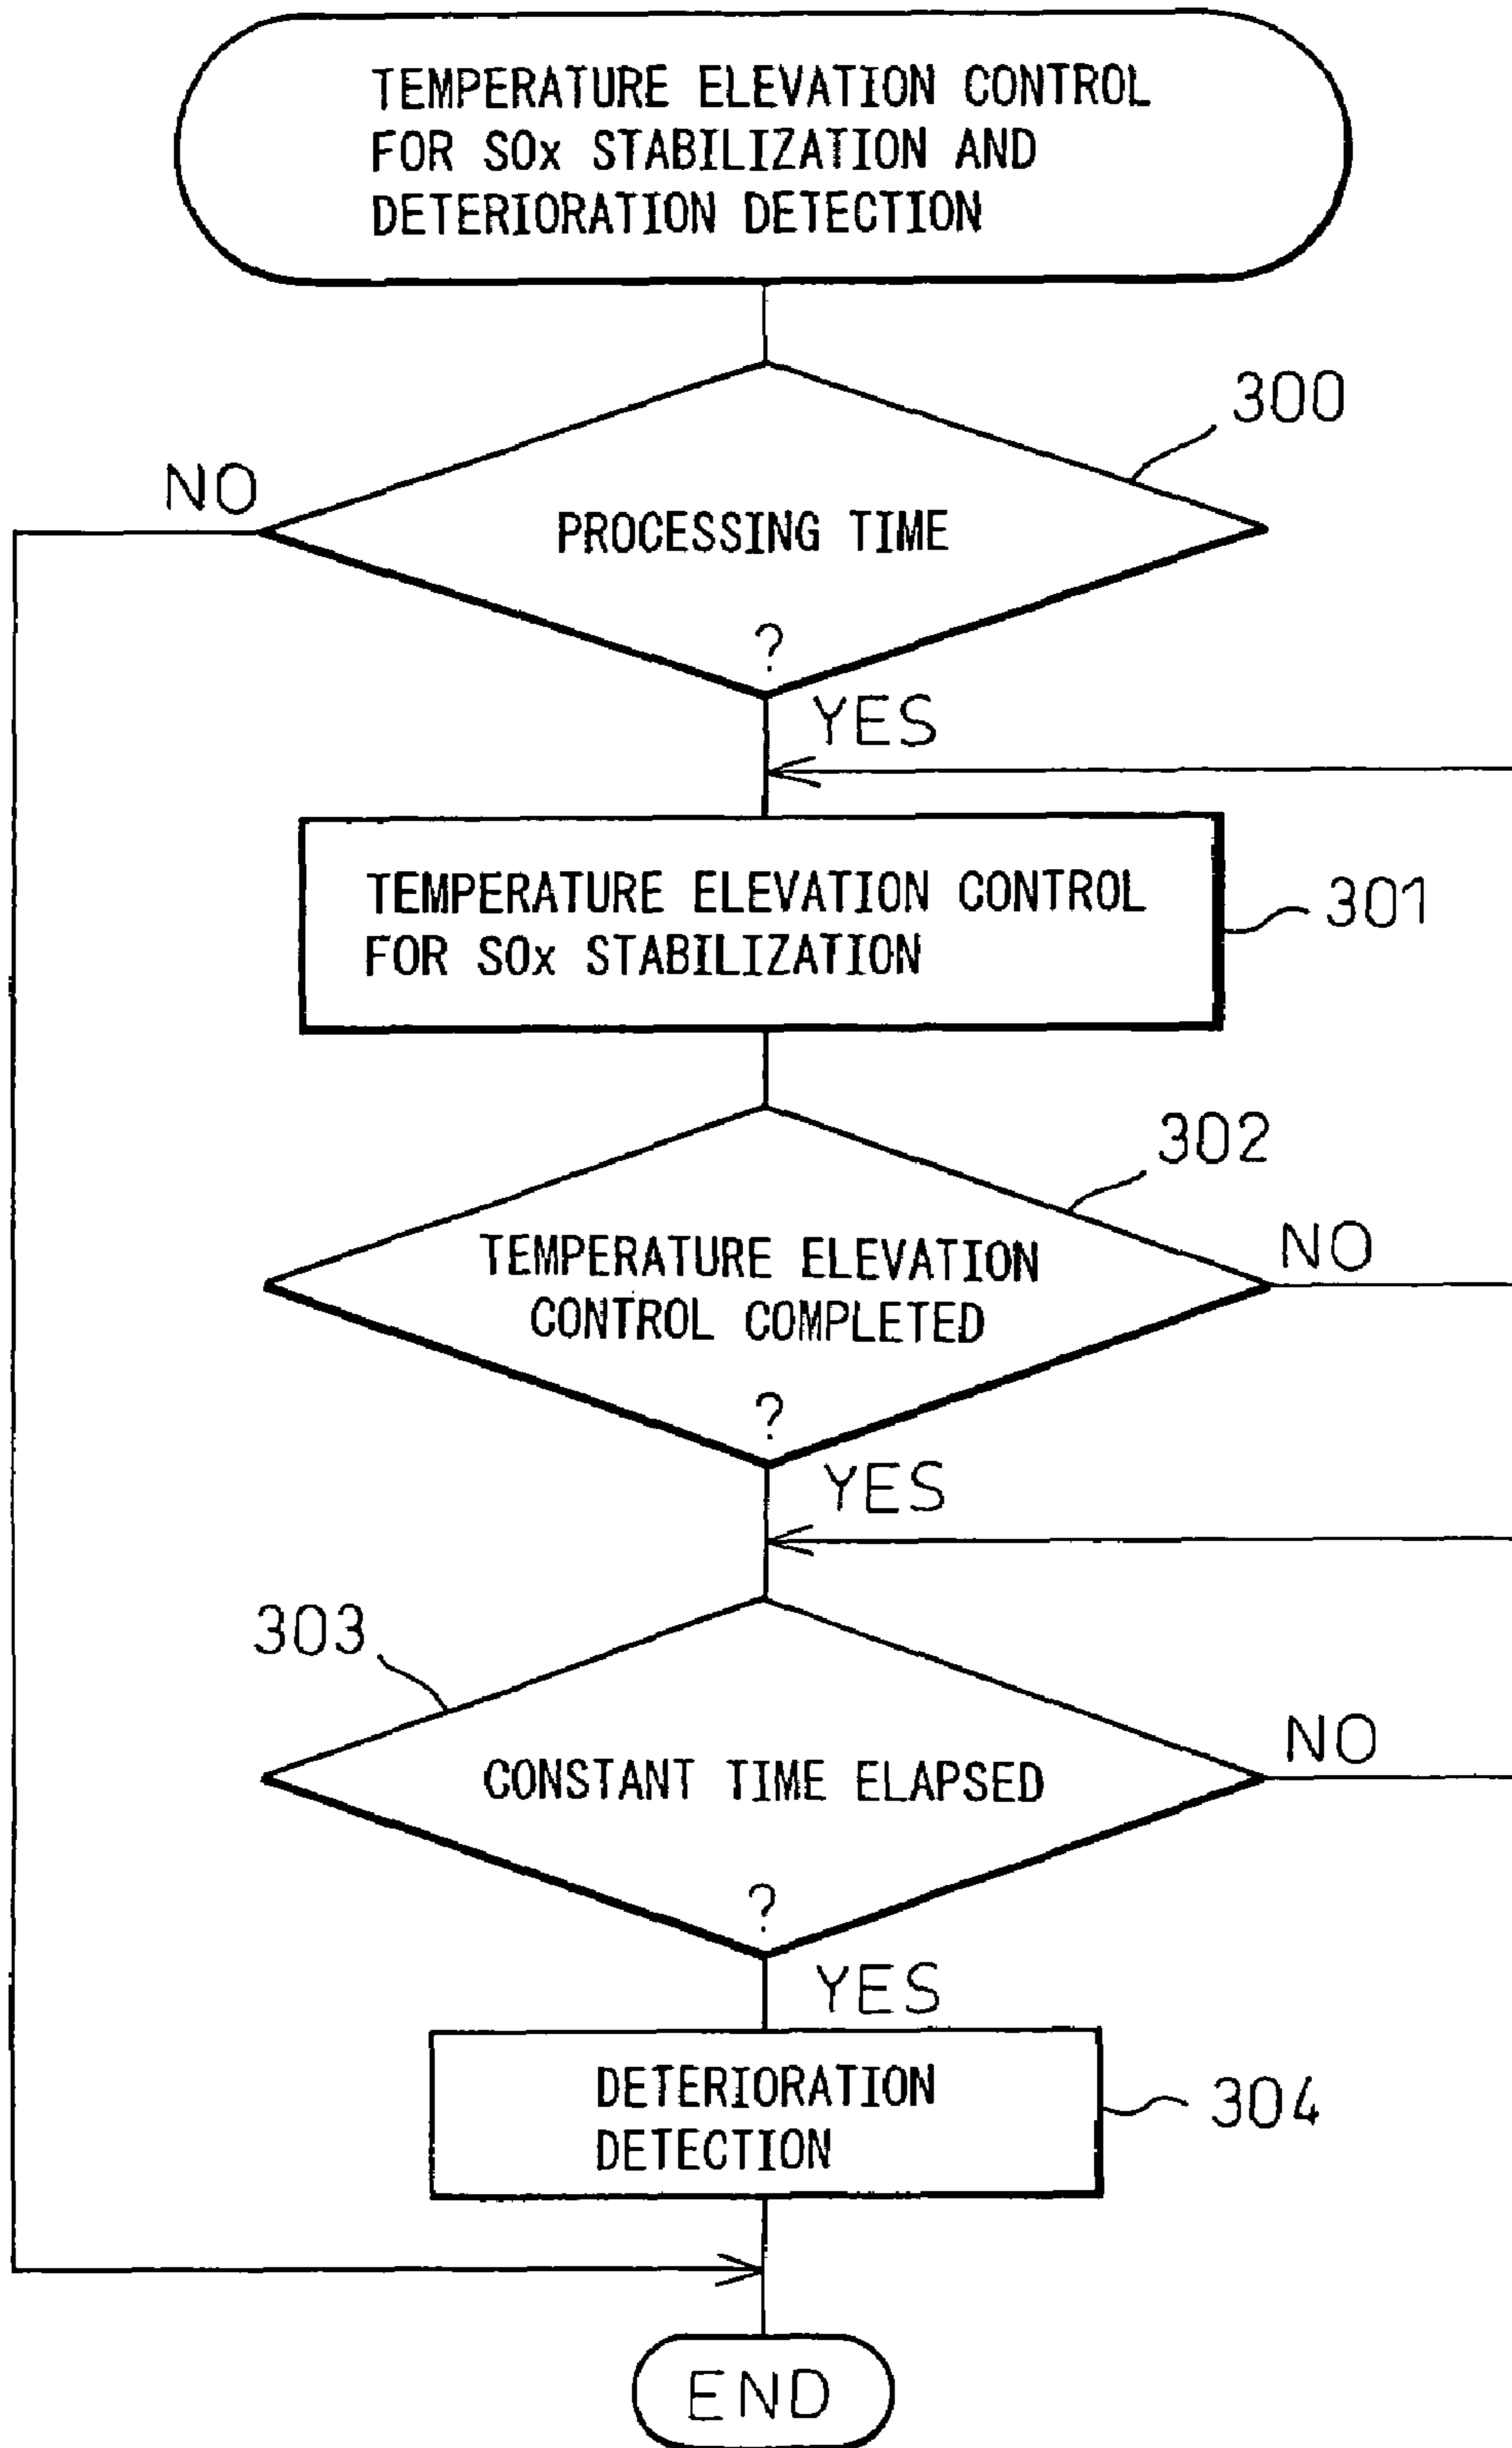 TEMPERATURE ELEVATION CONTROL
FOR SOx STABILIZATION AND
DETERIORATION DETECTION
300
NO
PROCESSING TIME
?
YES
TEMPERATURE ELEVATION CONTROL
FOR SOx STABILIZATION
301
302
NO
TEMPERATURE ELEVATION
CONTROL COMPLETED
?
YES
303
NO
CONSTANT TIME ELAPSED
?
YES
DETERIORATION
DETECTION
304
END